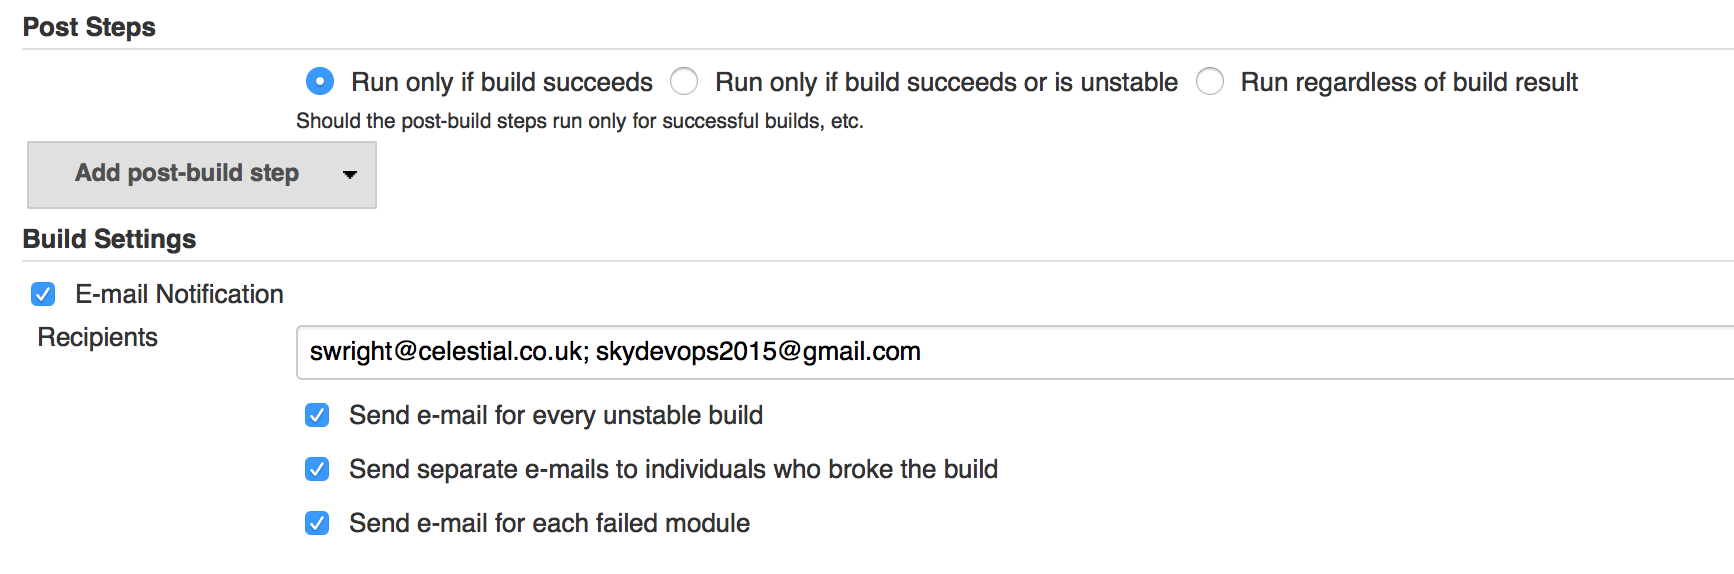 Post Steps
Run only if build succeeds Run only if build succeeds or is unstable Run regardless of build result
Should the post-build steps run only for successful builds, etc.
Add post-build step
Build Settings
E-mail Notification
Recipients
swright@celestial.co.uk; skydevops2015@gmail.com
Send e-mail for every unstable build
Send separate e-mails to individuals who broke the build
Send e-mail for each failed module